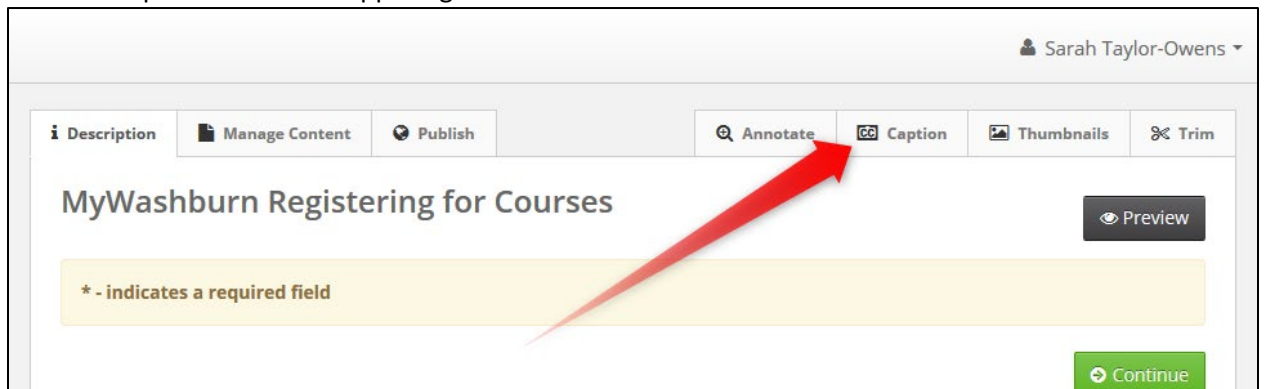 Sarah Taylor-Owens
Description Manage Content Publish Annotate CC Caption Thumbnails Trim
MyWashburn Registering for Courses
Preview
* - indicates a required field
Continue